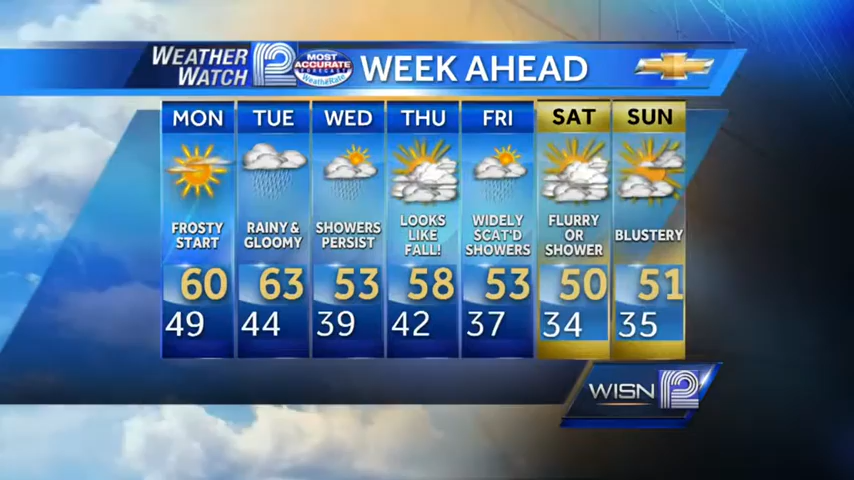 WEATHER WATCH 12 MOST ACCURATE FORECAST WeatheRate WEEK AHEAD
MON TUE WED THU FRI SAT SUN
FROSTY START
RAINY & GLOOMY
SHOWERS PERSIST
LOOKS LIKE FALL!
WIDELY SCAT'D SHOWERS
FLURRY OR SHOWER
BLUSTERY
60 63 53 58 53 50 51
49 44 39 42 37 34 35
WISN 12